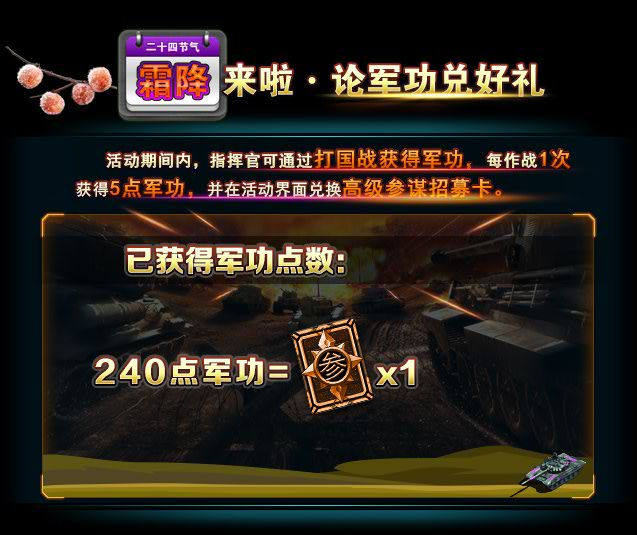 二十四节气
霜降 来啦·论军功兑好礼
活动期间内，指挥官可通过打国战获得军功，每作战1次
获得5点军功，并在活动界面兑换高级参谋招募卡。
已获得军功点数:
240点军功= 参 x1